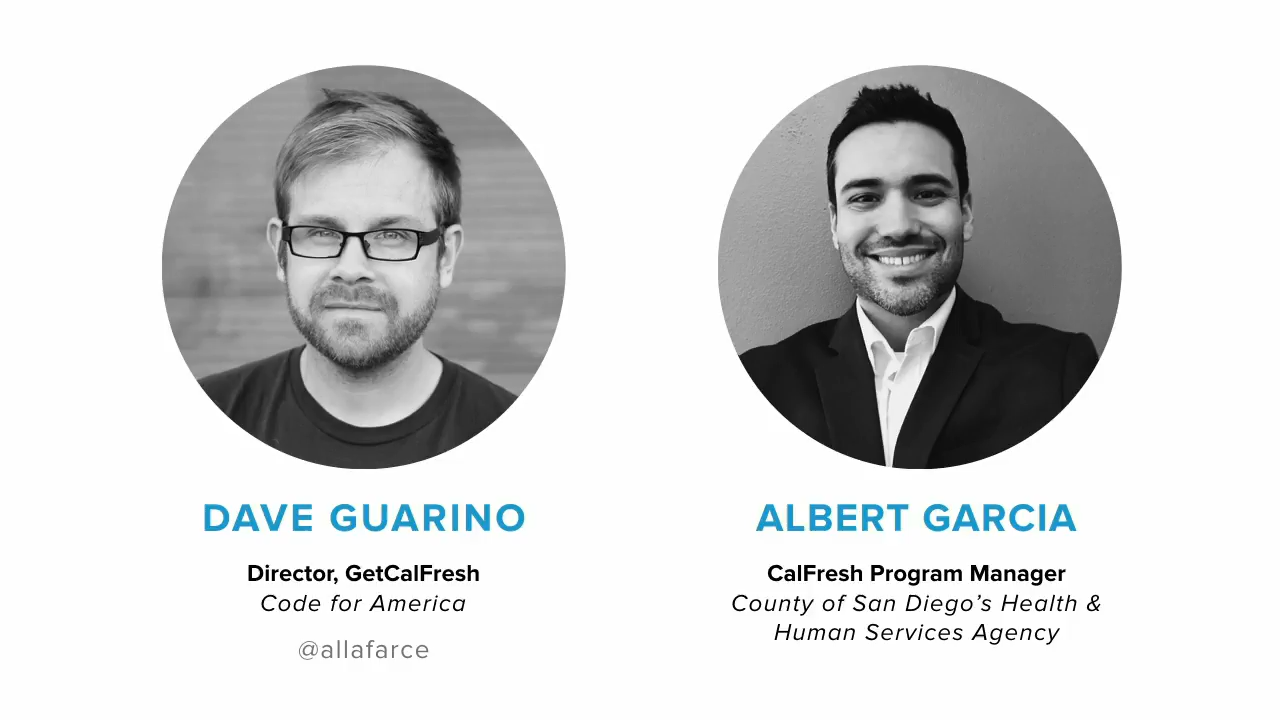 DAVE GUARINO
Director, GetCalFresh
Code for America
@allafarce
ALBERT GARCIA
CalFresh Program Manager
County of San Diego’s Health &
Human Services Agency